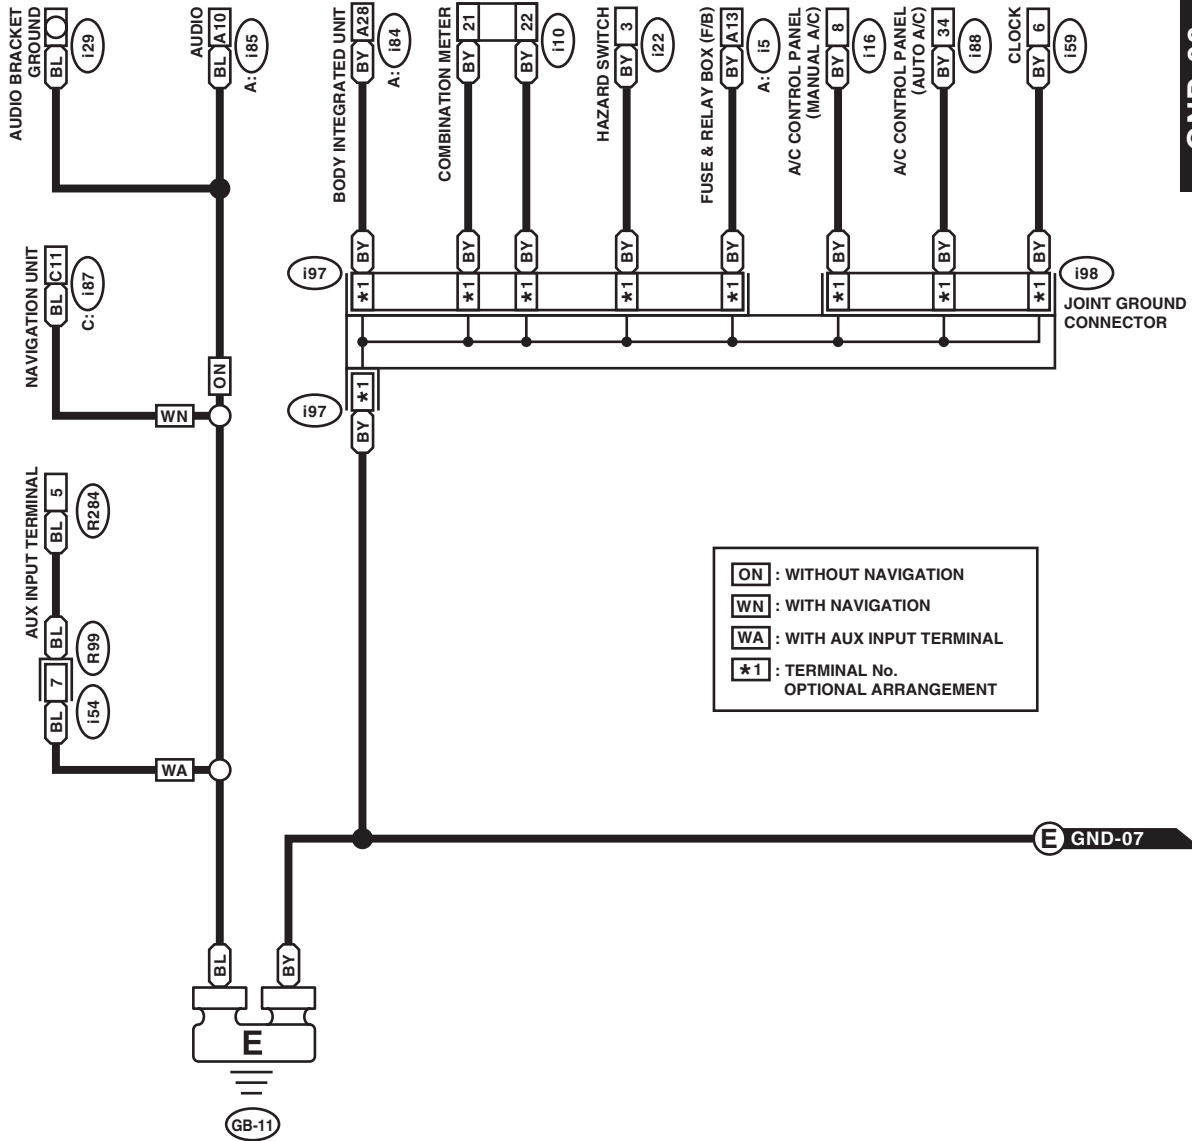 AUDIO BRACKET
GROUND
BL
i29
AUDIO
A10
BL
A: i85
BODY INTEGRATED UNIT
A28
BY
A: i84
COMBINATION METER
21
BY
22
BY
i10
HAZARD SWITCH
3
BY
i22
FUSE & RELAY BOX (F/B)
A13
BY
A: i5
A/C CONTROL PANEL
(MANUAL A/C)
8
BY
i16
A/C CONTROL PANEL
(AUTO A/C)
34
BY
i88
CLOCK
6
BY
i59
NAVIGATION UNIT
C11
BL
C: i87
WN
ON
i97
BY
BY
BY
BY
BY
BY
BY
BY
*1
*1
*1
*1
*1
*1
*1
*1
i98
JOINT GROUND
CONNECTOR
i97
*1
BY
AUX INPUT TERMINAL
5
BL
R284
BL
R99
7
BL
i54
WA
ON : WITHOUT NAVIGATION
WN : WITH NAVIGATION
WA : WITH AUX INPUT TERMINAL
*1 : TERMINAL No.
OPTIONAL ARRANGEMENT
E GND-07
BL
BY
E
GB-11